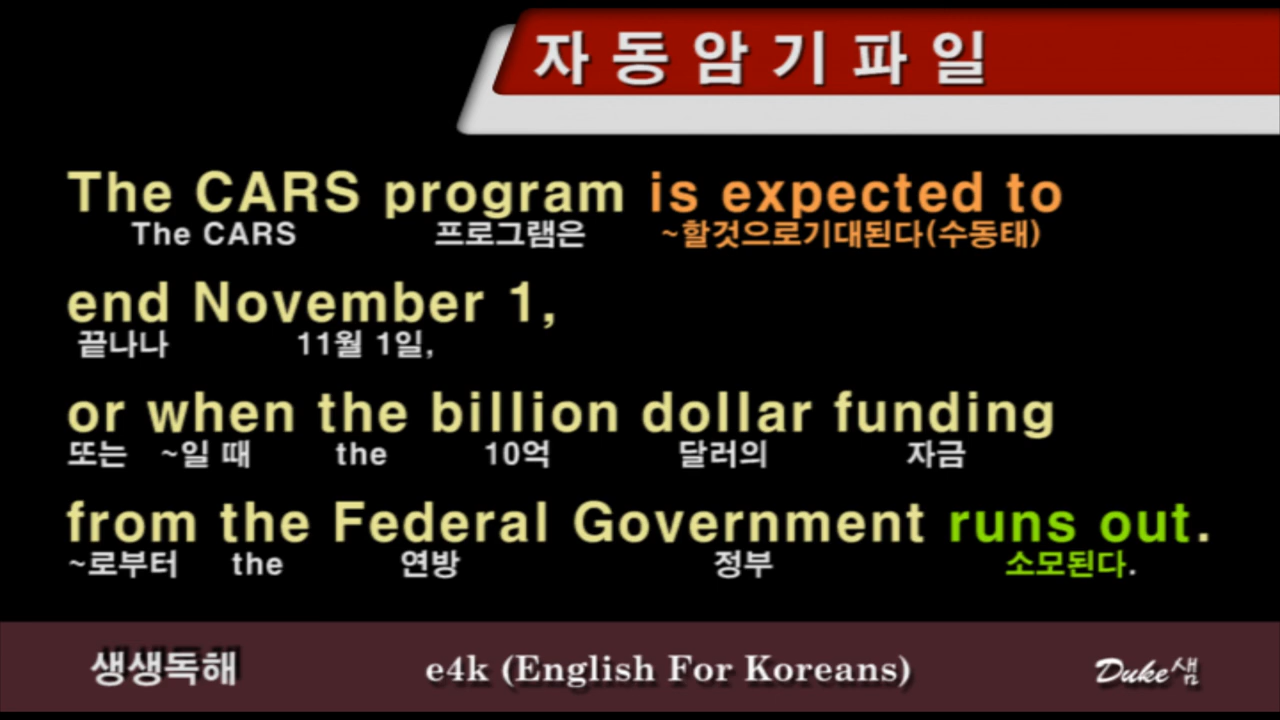 자동암기파일
The CARS program is expected to
The CARS 프로그램은 ~할것으로기대된다(수동태)
end November 1,
끝나나 11월 1일,
or when the billion dollar funding
또는 ~일 때 the 10억 달러의 자금
from the Federal Government runs out.
~로부터 the 연방 정부 소모된다.
생생독해 e4k (English For Koreans) Duke샘